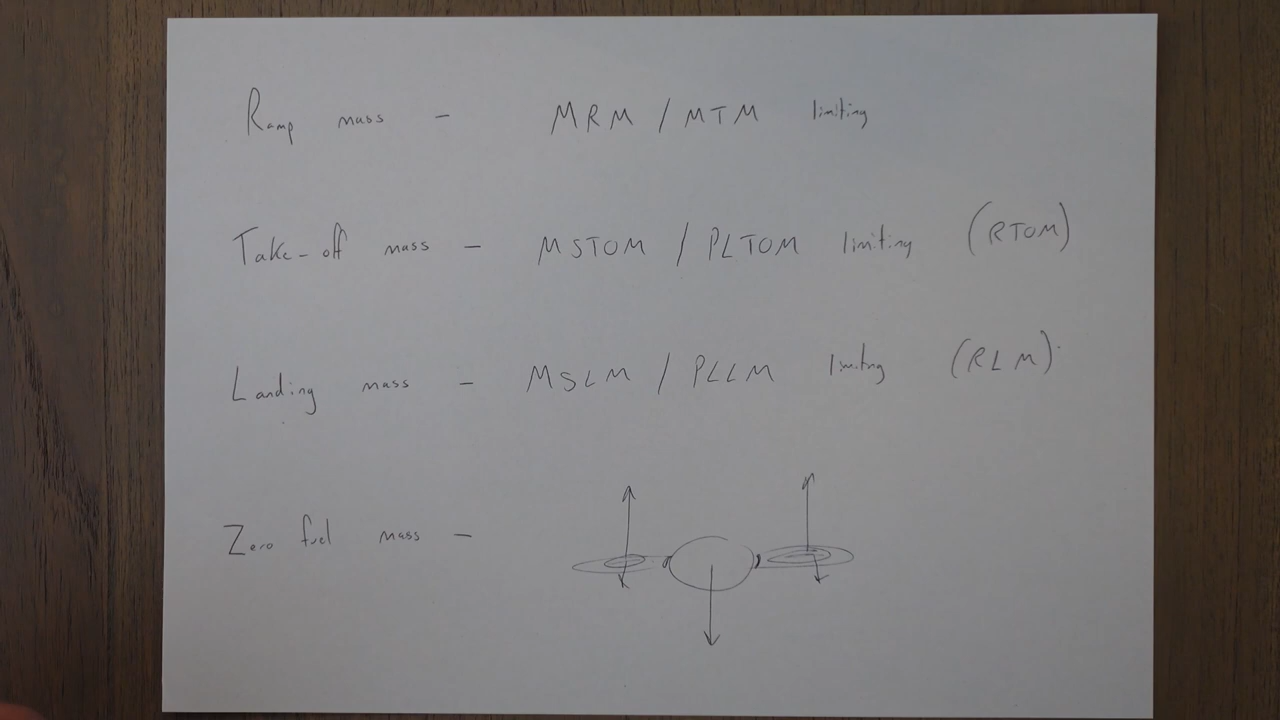 Ramp mass - MRM / MTM limiting
Take-off mass - MSTOM / PLTOM limiting (RTOM)
Landing mass - MSLM / PLLM limitng (RLM)
Zero fuel mass -